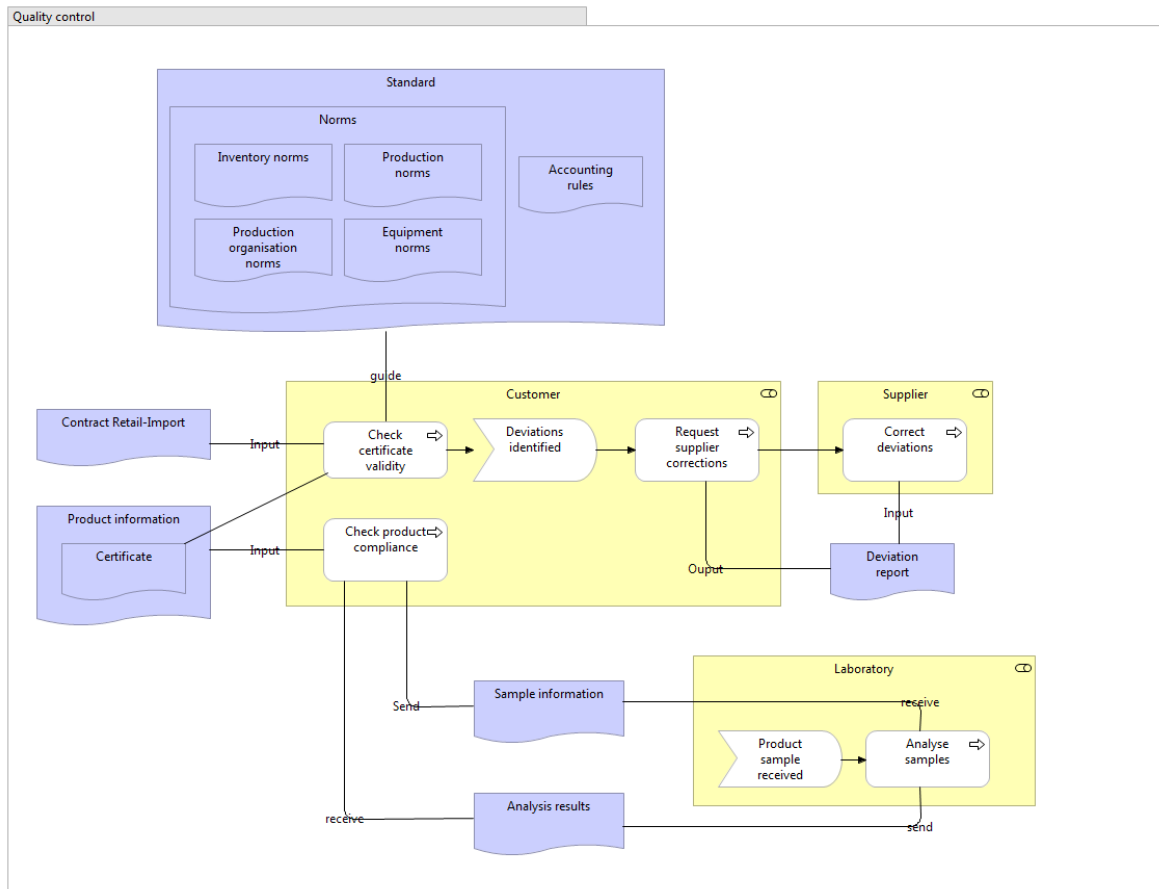 Quality control
Standard
Norms
Inventory norms
Production
norms
Accounting
rules
Production
organisation
norms
Equipment
norms
guide
Customer
Supplier
Contract Retail-Import
Input
Check
certificate
validity
Deviations
identified
Request
supplier
corrections
Correct
deviations
Product information
Certificate
Input
Check product
compliance
Input
Ouput
Deviation
report
Laboratory
Sample information
Send
receive
Product
sample
received
Analyse
samples
Analysis results
receive
send